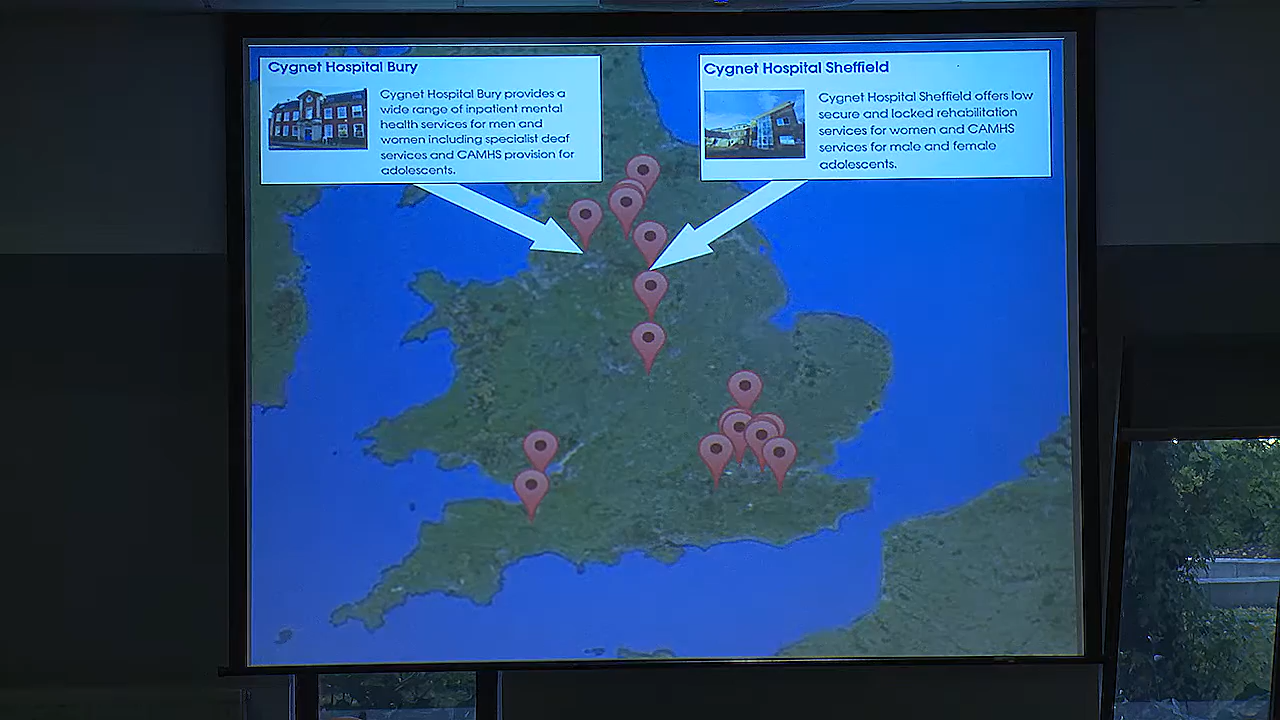 Cygnet Hospital Bury
Cygnet Hospital Bury provides a
wide range of inpatient mental
health services for men and
women including specialist deaf
services and CAMHS provision for
adolescents.
Cygnet Hospital Sheffield
Cygnet Hospital Sheffield offers low
secure and locked rehabilitation
services for women and CAMHS
services for male and female
adolescents.